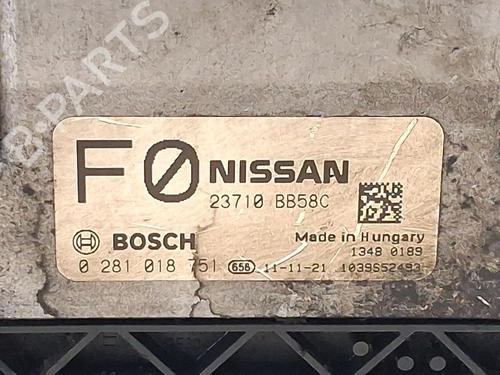 B-PARTS
F0 NISSAN
23710 BB58C
BOSCH
Made in Hungary
1348 0189
0 281 018 751 656 11-11-21 1039S52493